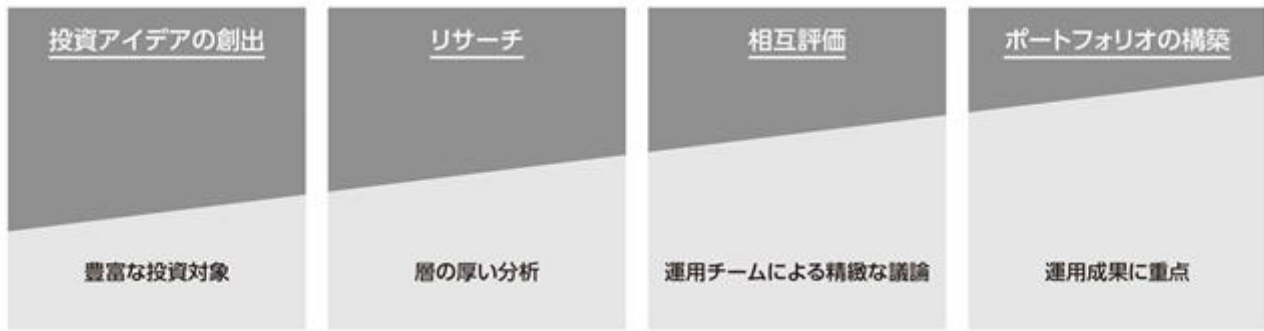 投資アイデアの創出
リサーチ
相互評価
ポートフォリオの構築
豊富な投資対象
層の厚い分析
運用チームによる精緻な議論
運用成果に重点